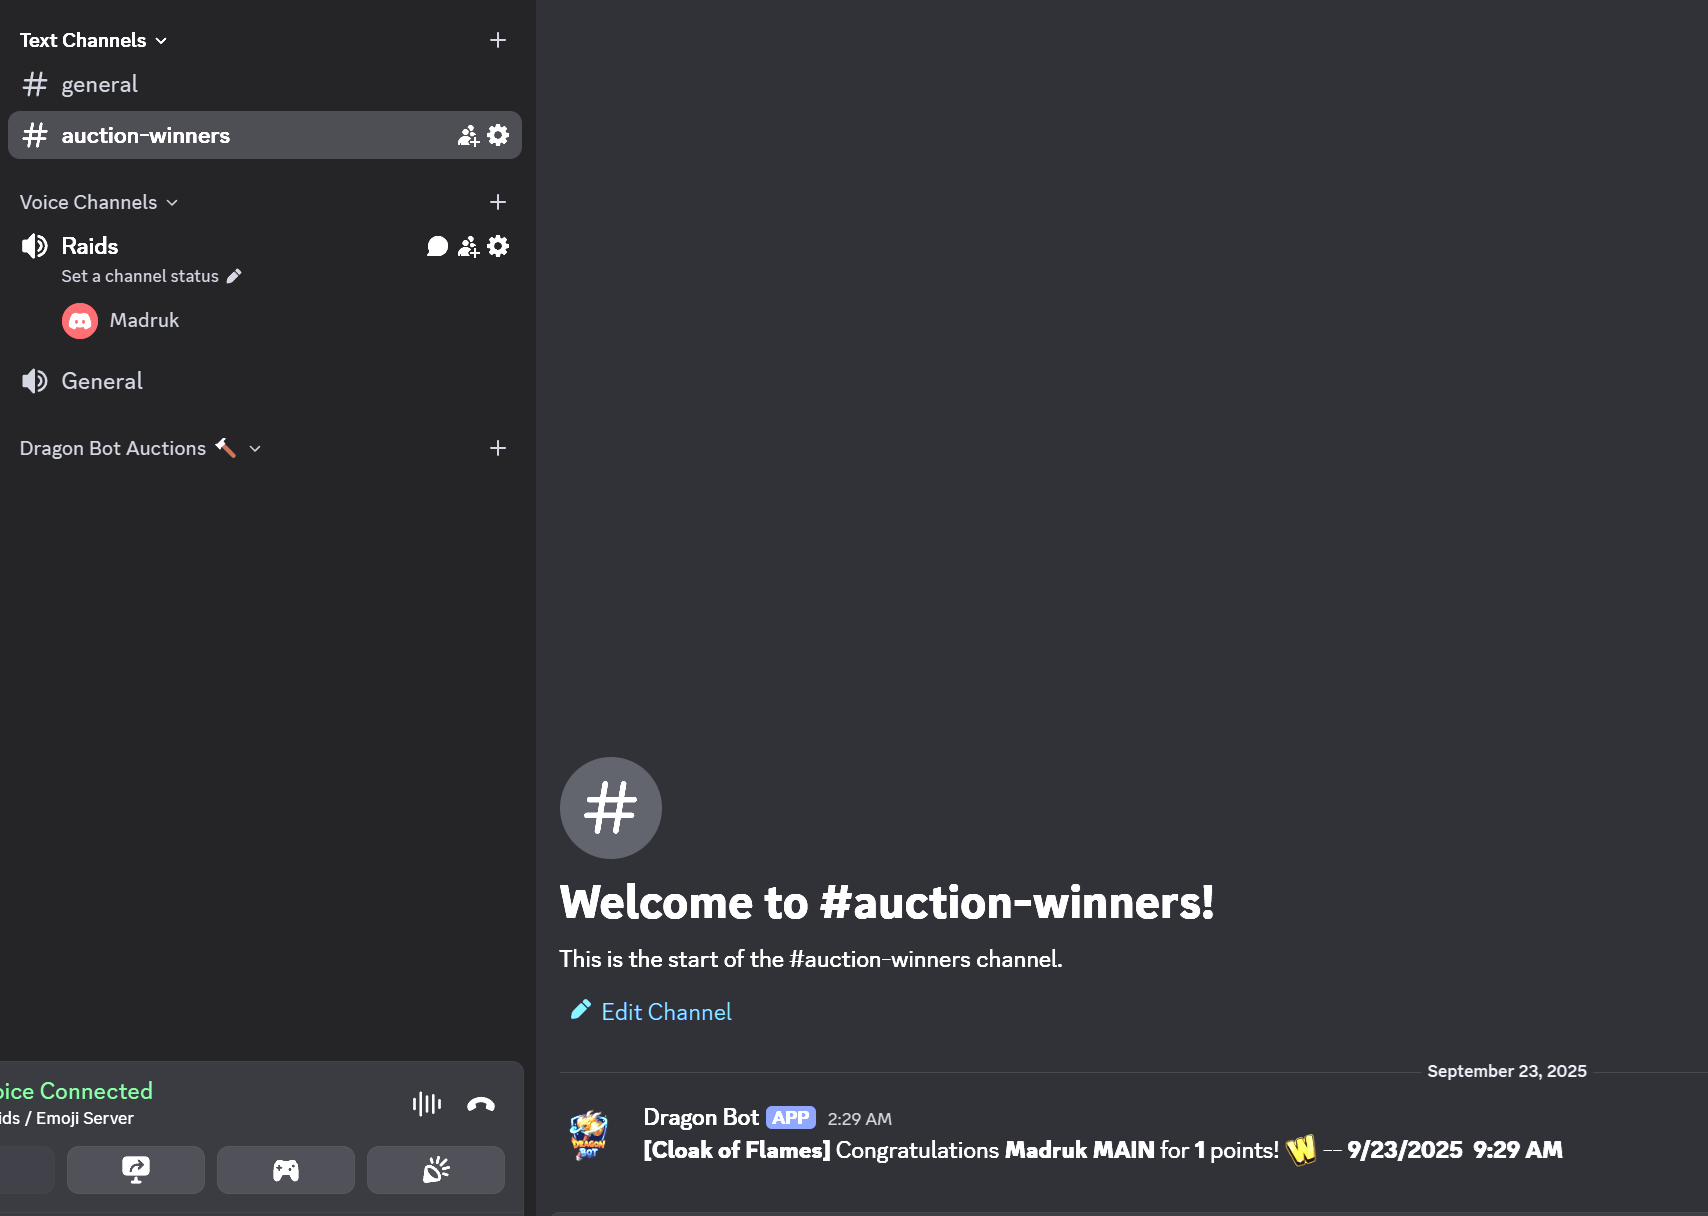 Text Channels
general
auction-winners
Voice Channels
Raids
Set a channel status
Madruk
General
Dragon Bot Auctions
oice Connected
ids / Emoji Server
Welcome to #auction-winners!
This is the start of the #auction-winners channel.
Edit Channel
September 23, 2025
DRAGON BOT
Dragon Bot APP 2:29 AM
[Cloak of Flames] Congratulations Madruk MAIN for 1 points! W -- 9/23/2025 9:29 AM